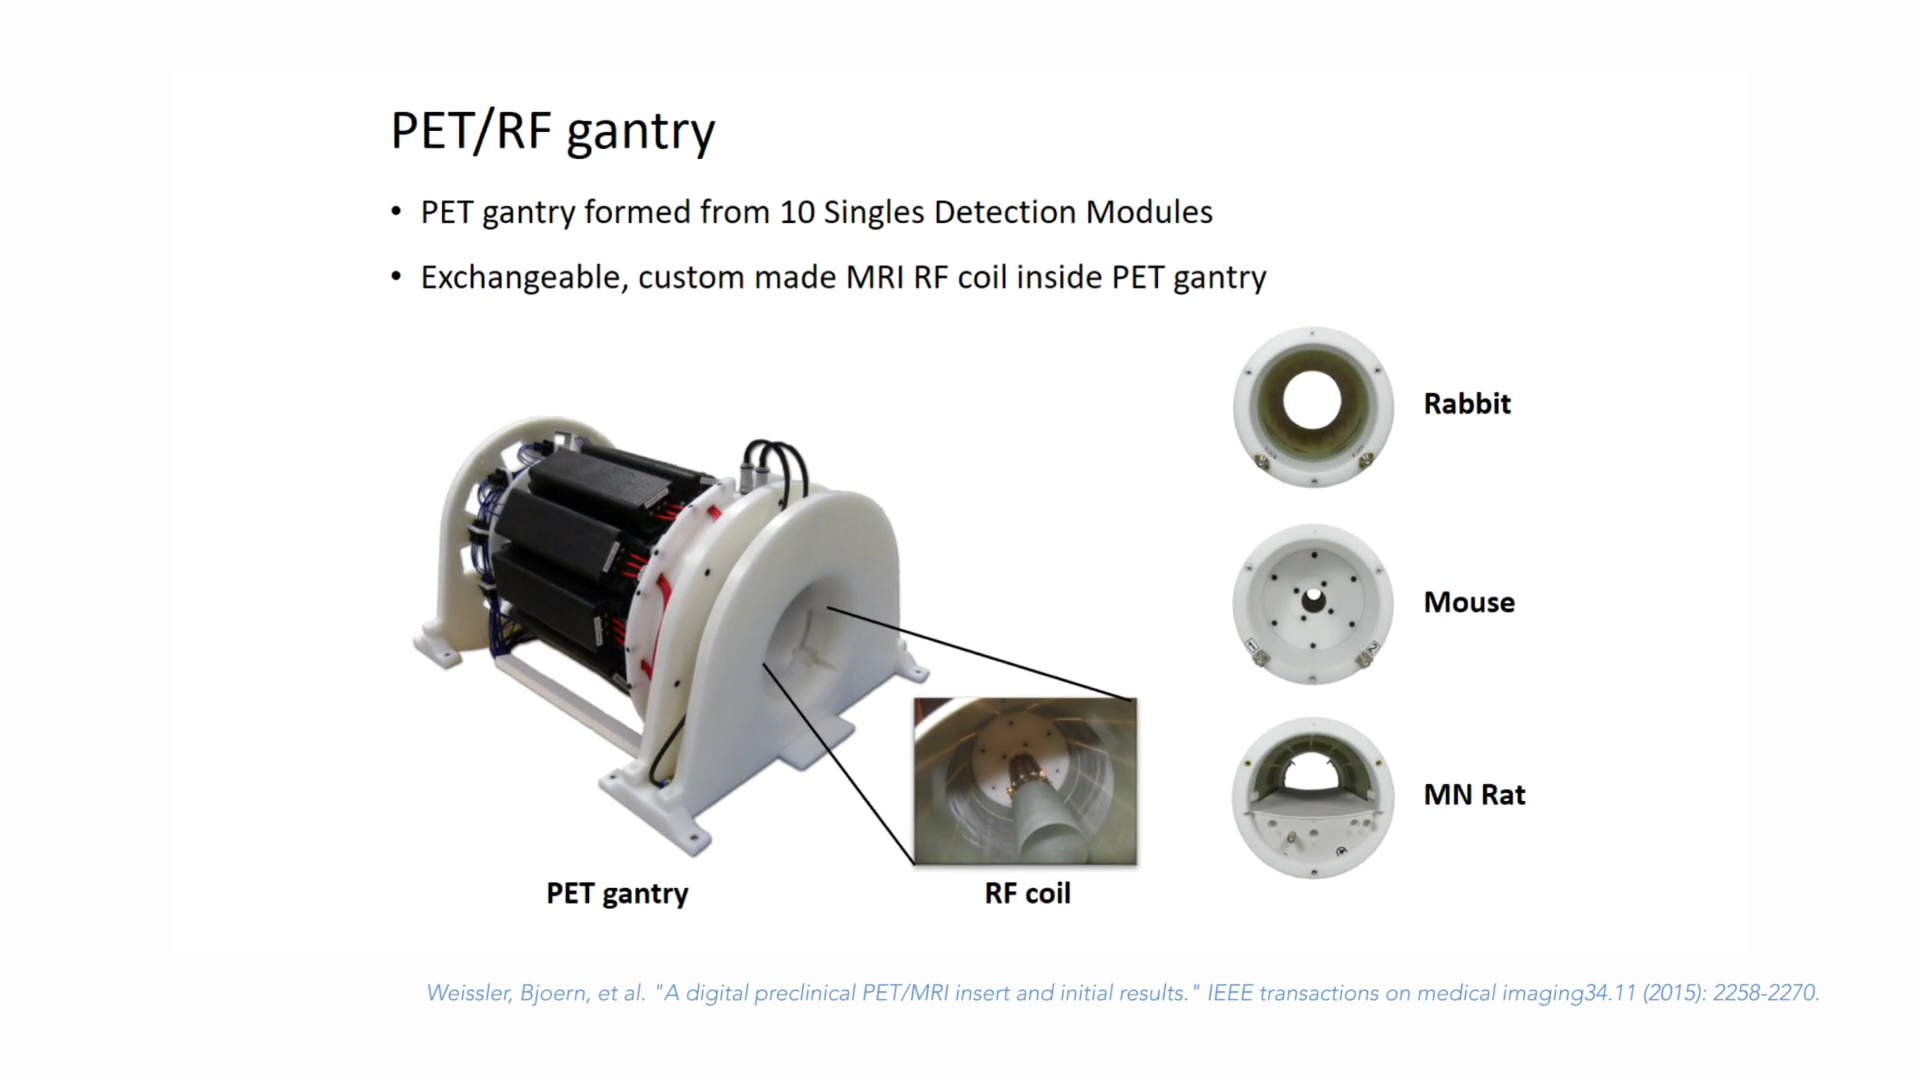 PET/RF gantry
• PET gantry formed from 10 Singles Detection Modules
• Exchangeable, custom made MRI RF coil inside PET gantry
Rabbit
Mouse
MN Rat
PET gantry
RF coil
Weissler, Bjoern, et al. "A digital preclinical PET/MRI insert and initial results." IEEE transactions on medical imaging34.11 (2015): 2258-2270.